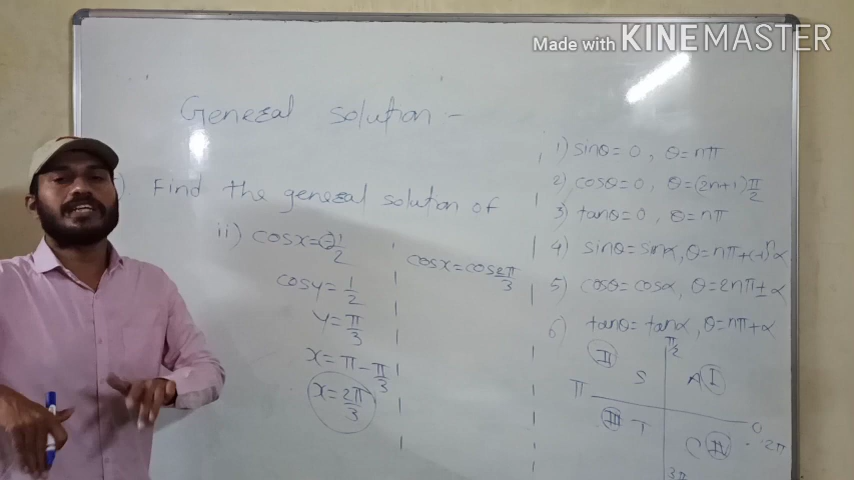 Made with KINEMASTER
General solution -
Find the general solution of
ii) cosx=-1/2
cosy=1/2
y=π/3
x=π-π/3
x=2π/3
cosx=cos2π/3
1) sinθ=0, θ=nπ
2) cosθ=0, θ=(2n+1)π/2
3) tanθ=0, θ=nπ
4) sinθ=sinα, θ=nπ+(-1)ⁿα
5) cosθ=cosα, θ=2nπ±α
6) tanθ=tanα, θ=nπ+α
π/2
II S A I
π 0
III T C IV 2π
3π